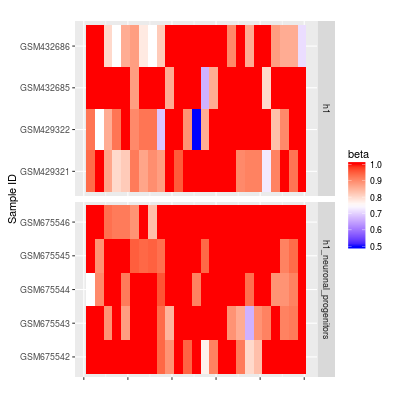 Sample ID
GSM432686
GSM432685
GSM429322
GSM429321
h1
GSM675546
GSM675545
GSM675544
GSM675543
GSM675542
h1_neuronal_progenitors
beta
1.0
0.9
0.8
0.7
0.6
0.5